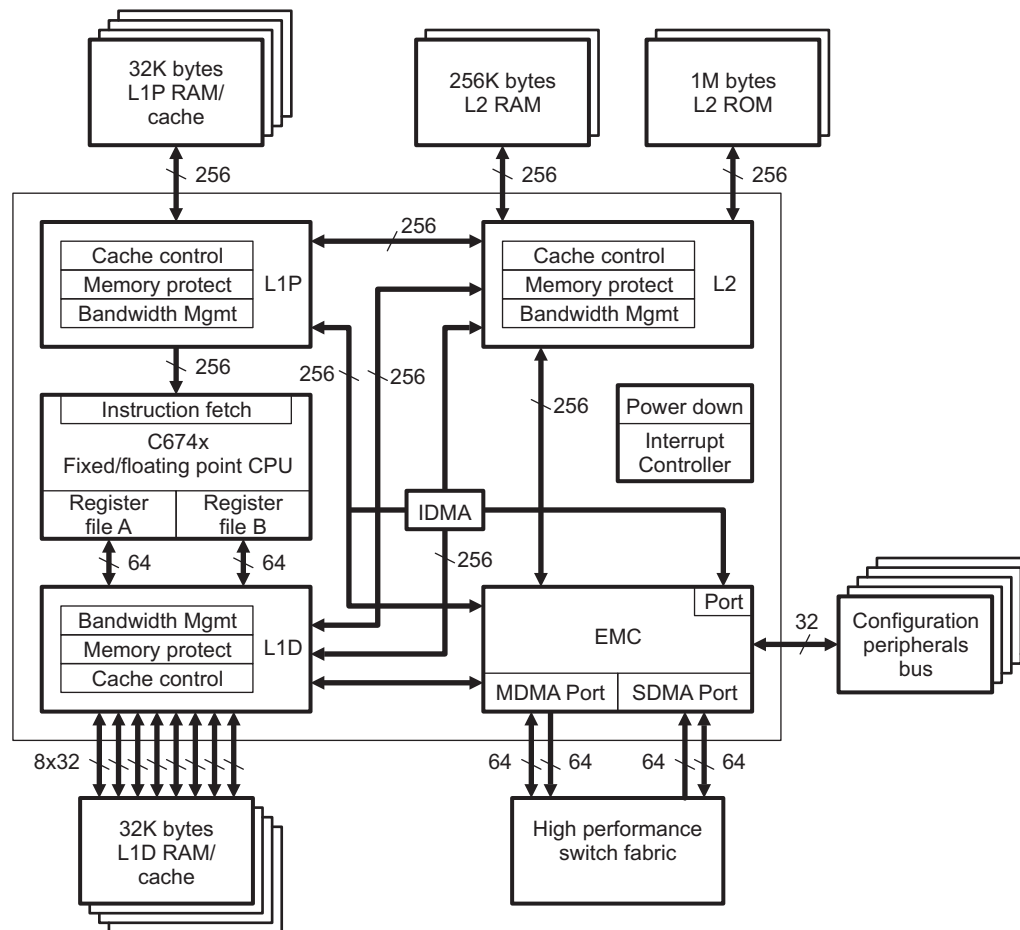 32K bytes
L1P RAM/
cache
256K bytes
L2 RAM
1M bytes
L2 ROM
256
256
256
Cache control
Memory protect
Bandwidth Mgmt
L1P
256
Cache control
Memory protect
Bandwidth Mgmt
L2
256
256
256
256
Instruction fetch
C674x
Fixed/floating point CPU
Register
file A
Register
file B
Power down
Interrupt
Controller
IDMA
64
64
256
Bandwidth Mgmt
Memory protect
Cache control
L1D
Port
EMC
MDMA Port
SDMA Port
32
Configuration
peripherals
bus
8x32
64
64
64
64
32K bytes
L1D RAM/
cache
High performance
switch fabric